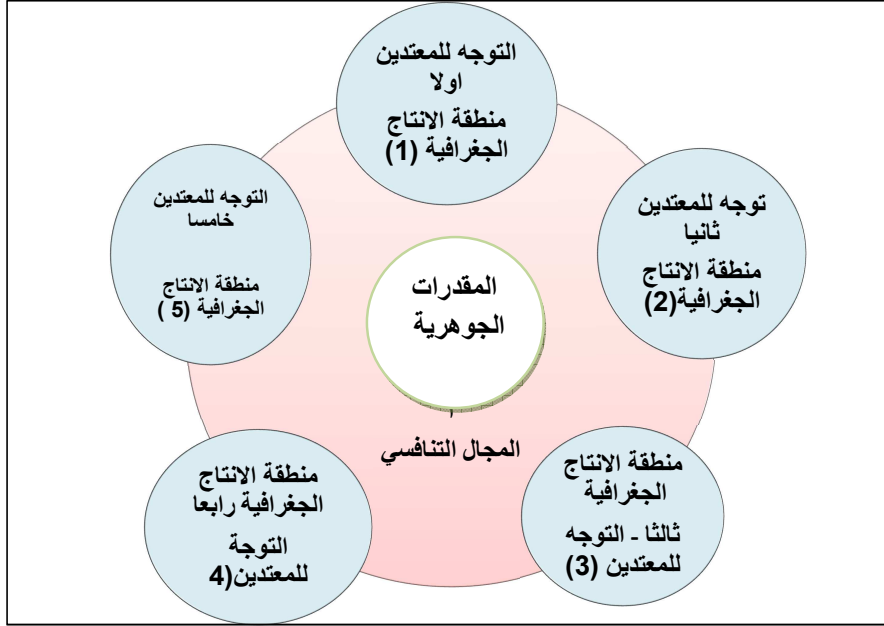 التوجه للمعتدين
اولا
منطقة الانتاج
الجغرافية (1)
توجه للمعتدين
ثانيا
منطقة الانتاج
الجغرافية(2)
منطقة الانتاج
الجغرافية
ثالثا - التوجه
للمعتدين (3)
منطقة الانتاج
الجغرافية رابعا
التوجة
للمعتدين(4
التوجه للمعتدين
خامسا
منطقة الانتاج
الجغرافية (5 )
المقدرات
الجوهرية
المجال التنافسي